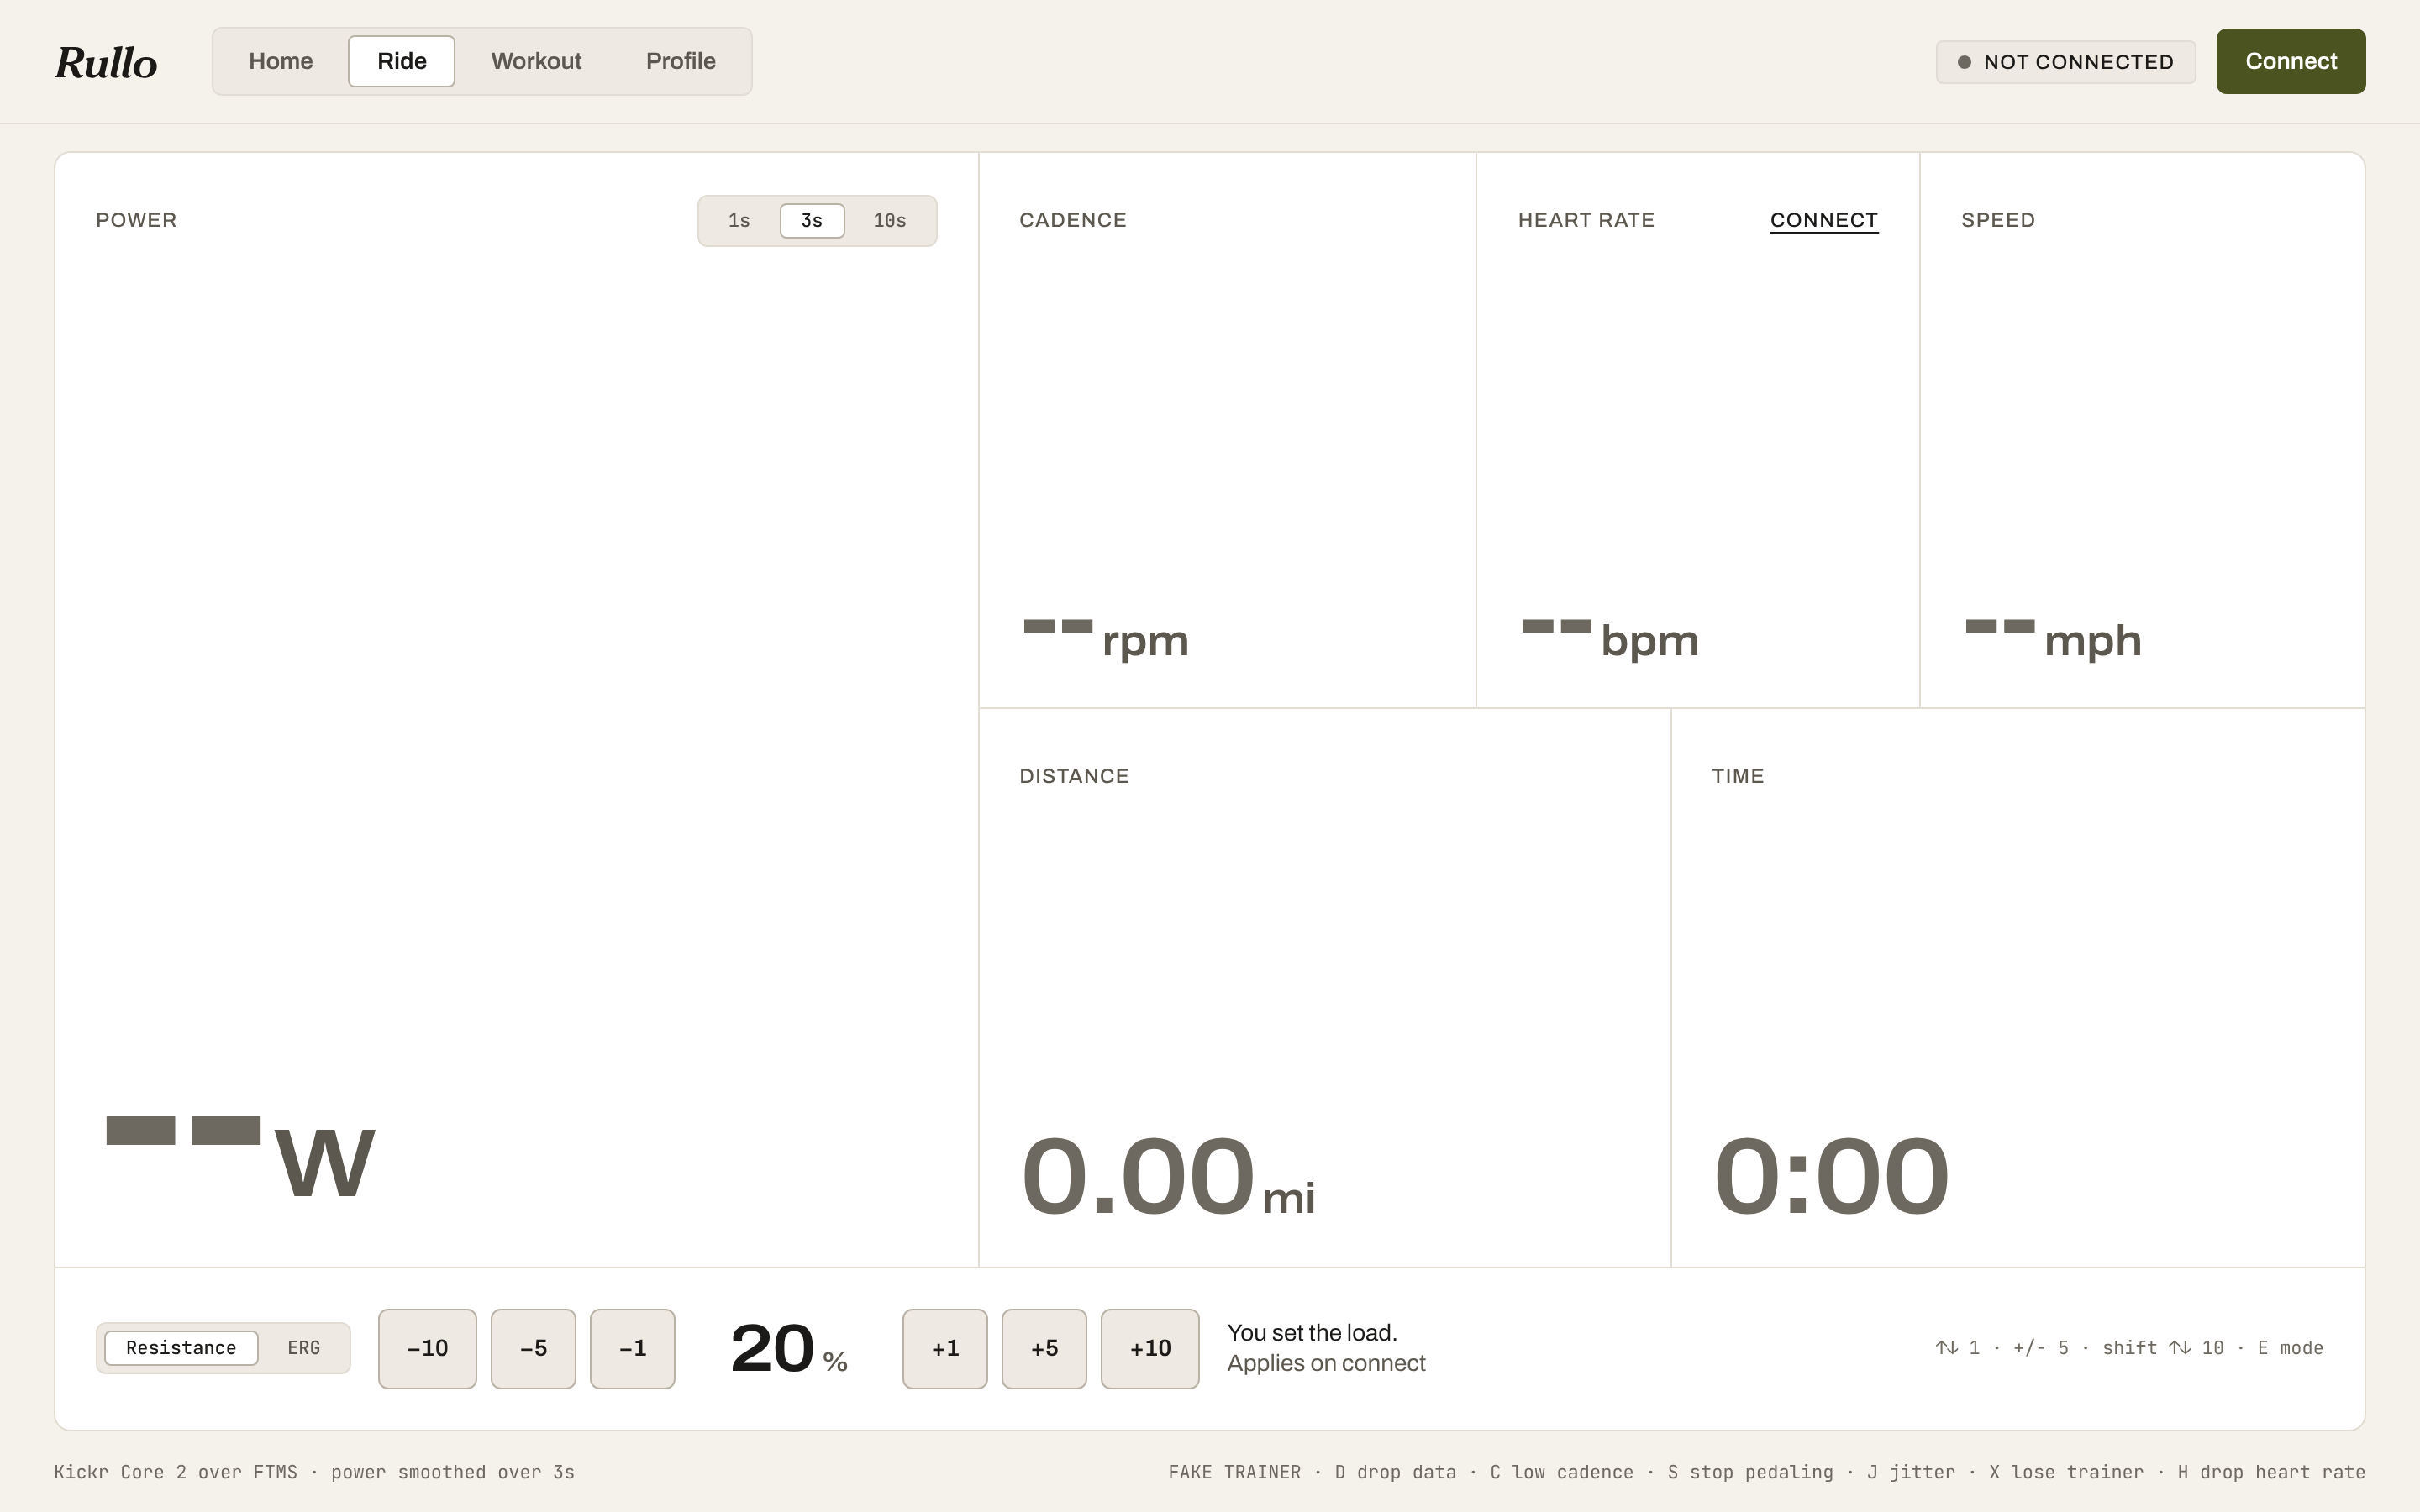 Rullo
Home Ride Workout Profile
NOT CONNECTED
Connect
POWER
1s 3s 10s
CADENCE
HEART RATE
CONNECT
SPEED
-- rpm
-- bpm
-- mph
DISTANCE
TIME
-- W
0.00 mi
0:00
Resistance ERG
−10 −5 −1
20 %
+1 +5 +10
You set the load.
Applies on connect
↑↓ 1 · +/- 5 · shift ↑↓ 10 · E mode
Kickr Core 2 over FTMS · power smoothed over 3s
FAKE TRAINER · D drop data · C low cadence · S stop pedaling · J jitter · X lose trainer · H drop heart rate